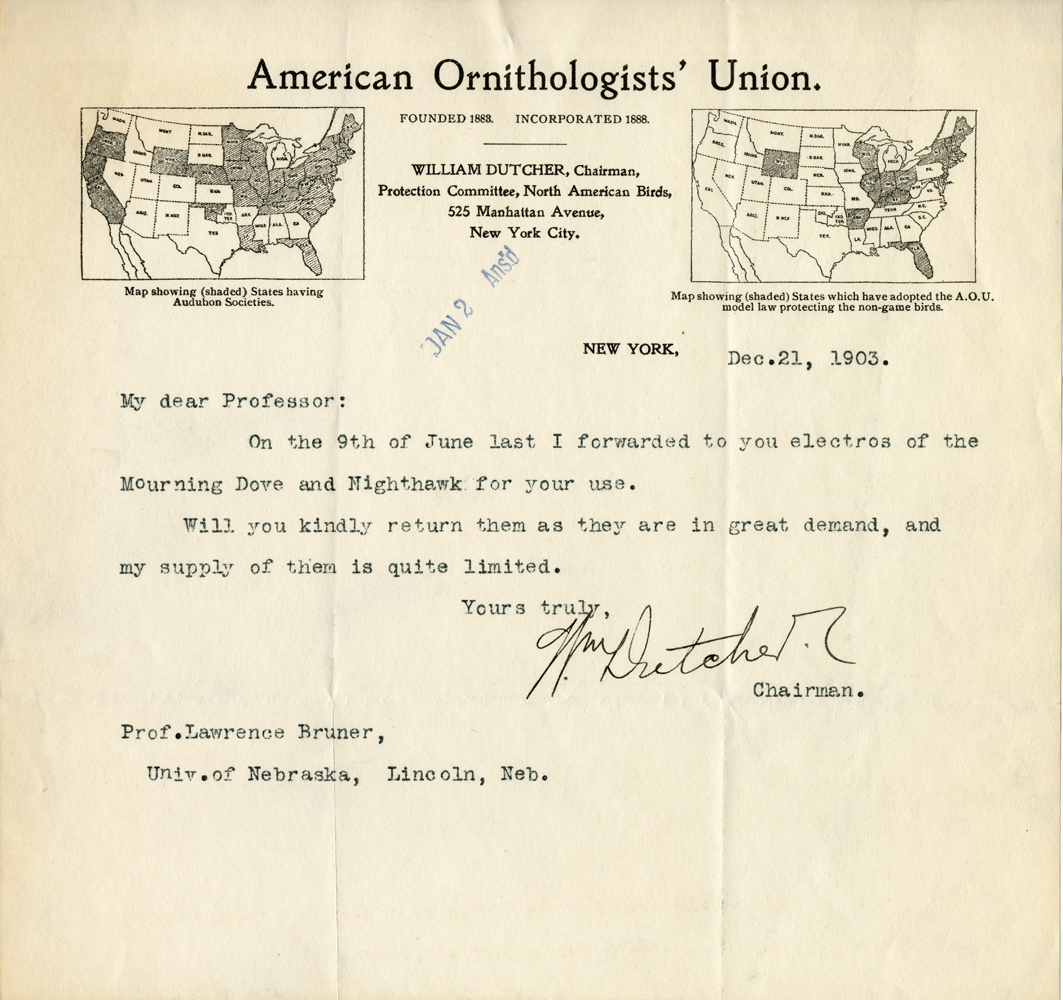 American Ornithologists' Union.
FOUNDED 1883. INCORPORATED 1888.
WILLIAM DUTCHER, Chairman,
Protection Committee, North American Birds,
525 Manhattan Avenue,
New York City.
Map showing (shaded) States having
Audubon Societies.
Map showing (shaded) States which have adopted the A.O.U.
model law protecting the non-game birds.
JAN 2 Ans'd
NEW YORK, Dec.21, 1903.
My dear Professor:
On the 9th of June last I forwarded to you electros of the
Mourning Dove and Nighthawk for your use.
Will you kindly return them as they are in great demand, and
my supply of them is quite limited.
Yours truly,
Wm Dutcher.
Chairman.
Prof.Lawrence Bruner,
Univ.of Nebraska, Lincoln, Neb.